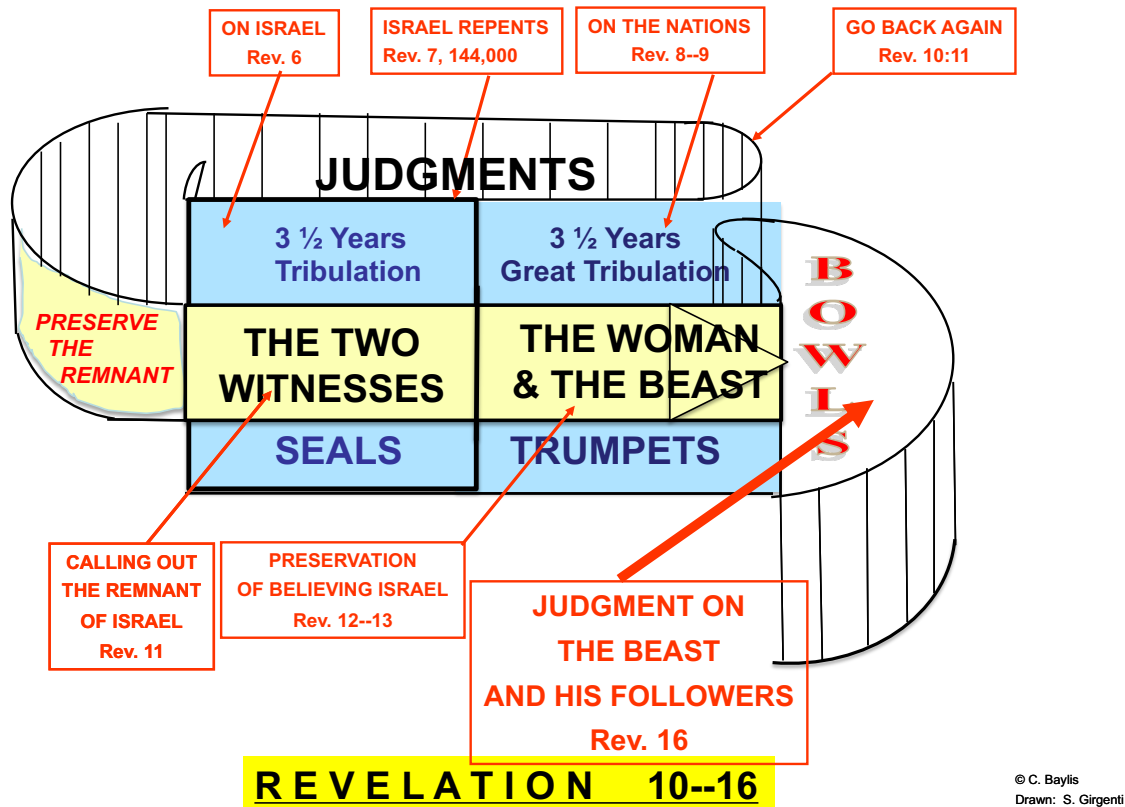 ON ISRAEL
Rev. 6
ISRAEL REPENTS
Rev. 7, 144,000
ON THE NATIONS
Rev. 8--9
GO BACK AGAIN
Rev. 10:11
JUDGMENTS
3 ½ Years
Tribulation
3 ½ Years
Great Tribulation
PRESERVE
THE
REMNANT
THE TWO
WITNESSES
THE WOMAN
& THE BEAST
BOWLS
SEALS
TRUMPETS
CALLING OUT
THE REMNANT
OF ISRAEL
Rev. 11
PRESERVATION
OF BELIEVING ISRAEL
Rev. 12--13
JUDGMENT ON
THE BEAST
AND HIS FOLLOWERS
Rev. 16
REVELATION 10--16
© C. Baylis
Drawn: S. Girgenti